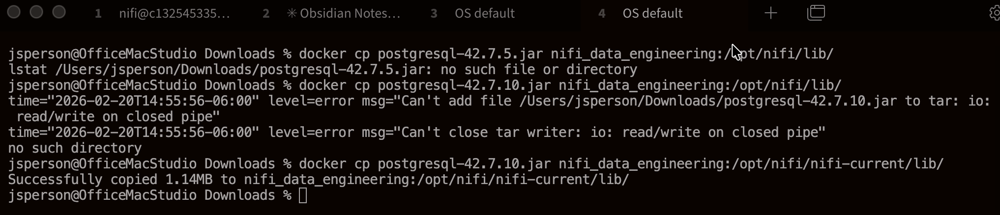 1 nifi@c132545335… 2 ✳ Obsidian Notes… 3 OS default 4 OS default
jsperson@OfficeMacStudio Downloads % docker cp postgresql-42.7.5.jar nifi_data_engineering:/opt/nifi/lib/
lstat /Users/jsperson/Downloads/postgresql-42.7.5.jar: no such file or directory
jsperson@OfficeMacStudio Downloads % docker cp postgresql-42.7.10.jar nifi_data_engineering:/opt/nifi/lib/
time="2026-02-20T14:55:56-06:00" level=error msg="Can't add file /Users/jsperson/Downloads/postgresql-42.7.10.jar to tar: io:
 read/write on closed pipe"
time="2026-02-20T14:55:56-06:00" level=error msg="Can't close tar writer: io: read/write on closed pipe"
no such directory
jsperson@OfficeMacStudio Downloads % docker cp postgresql-42.7.10.jar nifi_data_engineering:/opt/nifi/nifi-current/lib/
Successfully copied 1.14MB to nifi_data_engineering:/opt/nifi/nifi-current/lib/
jsperson@OfficeMacStudio Downloads %